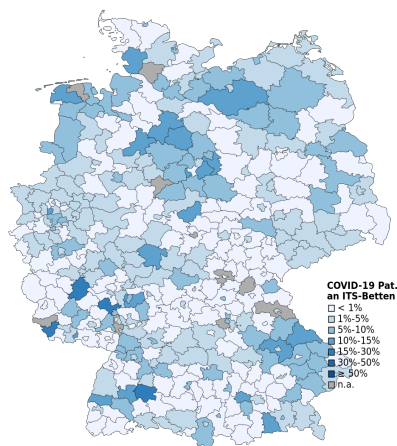 COVID-19 Pat.
an ITS-Betten
< 1%
1%-5%
5%-10%
10%-15%
15%-30%
30%-50%
≥ 50%
n.a.